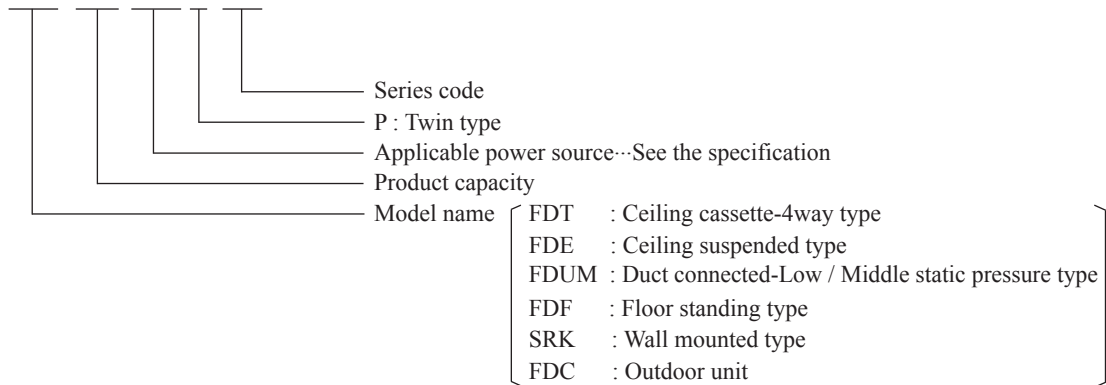 Series code
P : Twin type
Applicable power source···See the specification
Product capacity
Model name
FDT : Ceiling cassette-4way type
FDE : Ceiling suspended type
FDUM : Duct connected-Low / Middle static pressure type
FDF : Floor standing type
SRK : Wall mounted type
FDC : Outdoor unit